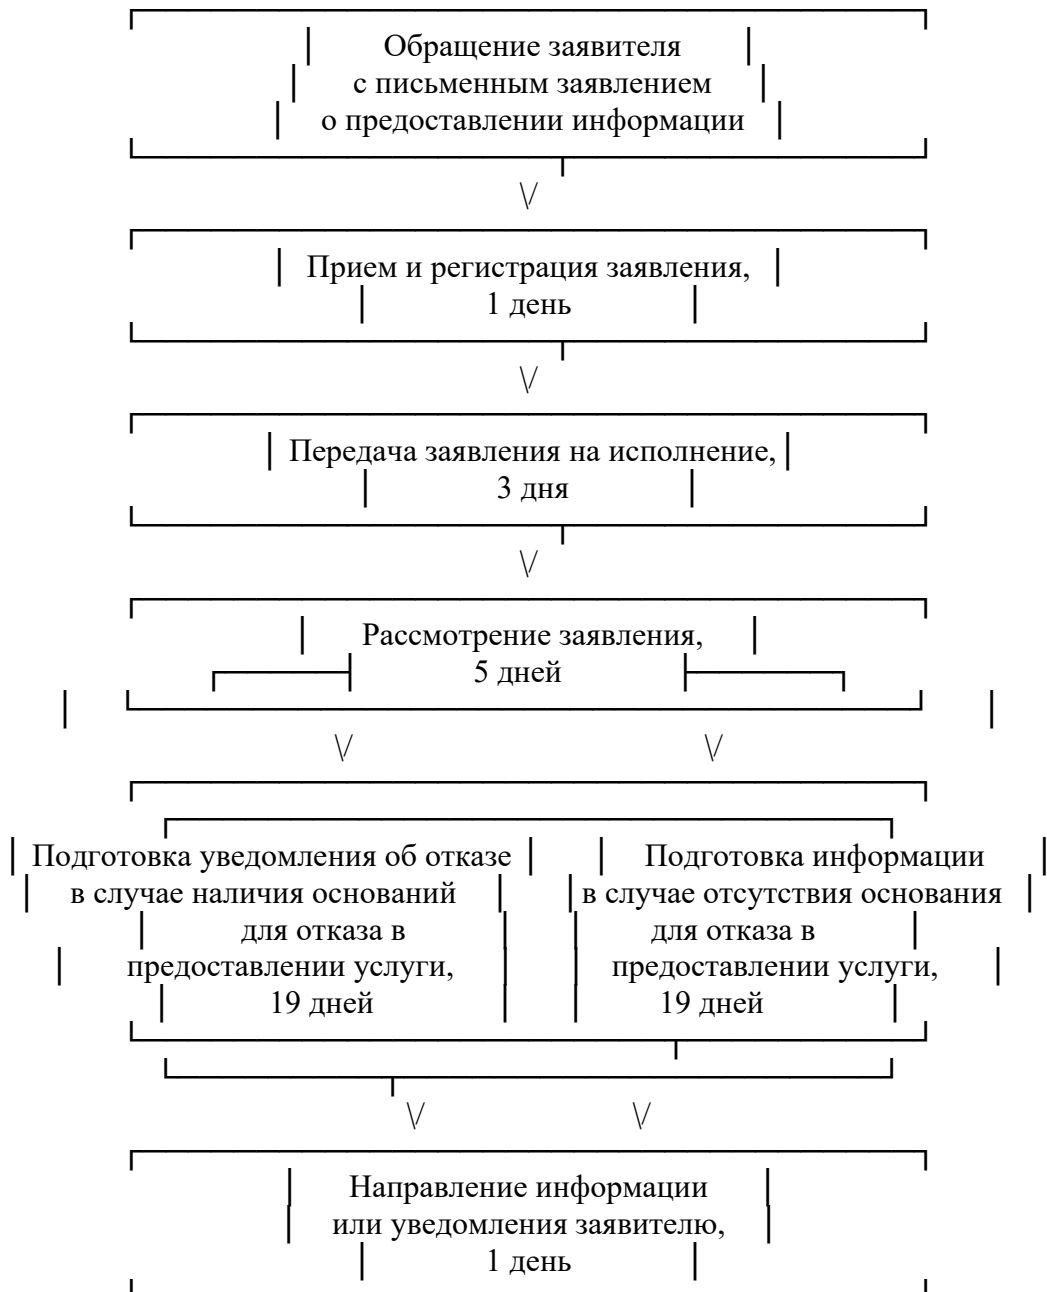 Обращение заявителя
с письменным заявлением
о предоставлении информации
Прием и регистрация заявления,
1 день
Передача заявления на исполнение,
3 дня
Рассмотрение заявления,
5 дней
Подготовка уведомления об отказе
в случае наличия оснований
для отказа в
предоставлении услуги,
19 дней
Подготовка информации
в случае отсутствия основания
для отказа в
предоставлении услуги,
19 дней
Направление информации
или уведомления заявителю,
1 день